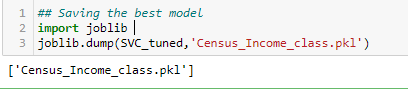 1 ## Saving the best model
2 import joblib
3 joblib.dump(SVC_tuned,'Census_Income_class.pkl')
['Census_Income_class.pkl']